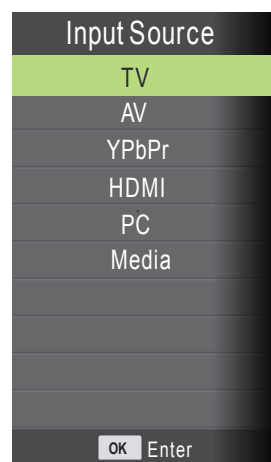 Input Source
TV
AV
YPbPr
HDMI
PC
Media
OK Enter